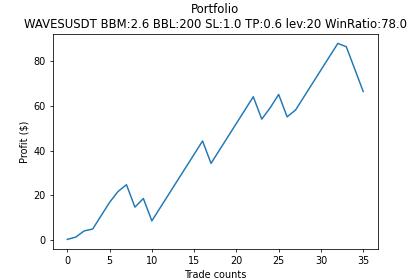 Portfolio
WAVESUSDT BBM:2.6 BBL:200 SL:1.0 TP:0.6 lev:20 WinRatio:78.0
80
60
40
20
0
Profit ($)
0 5 10 15 20 25 30 35
Trade counts